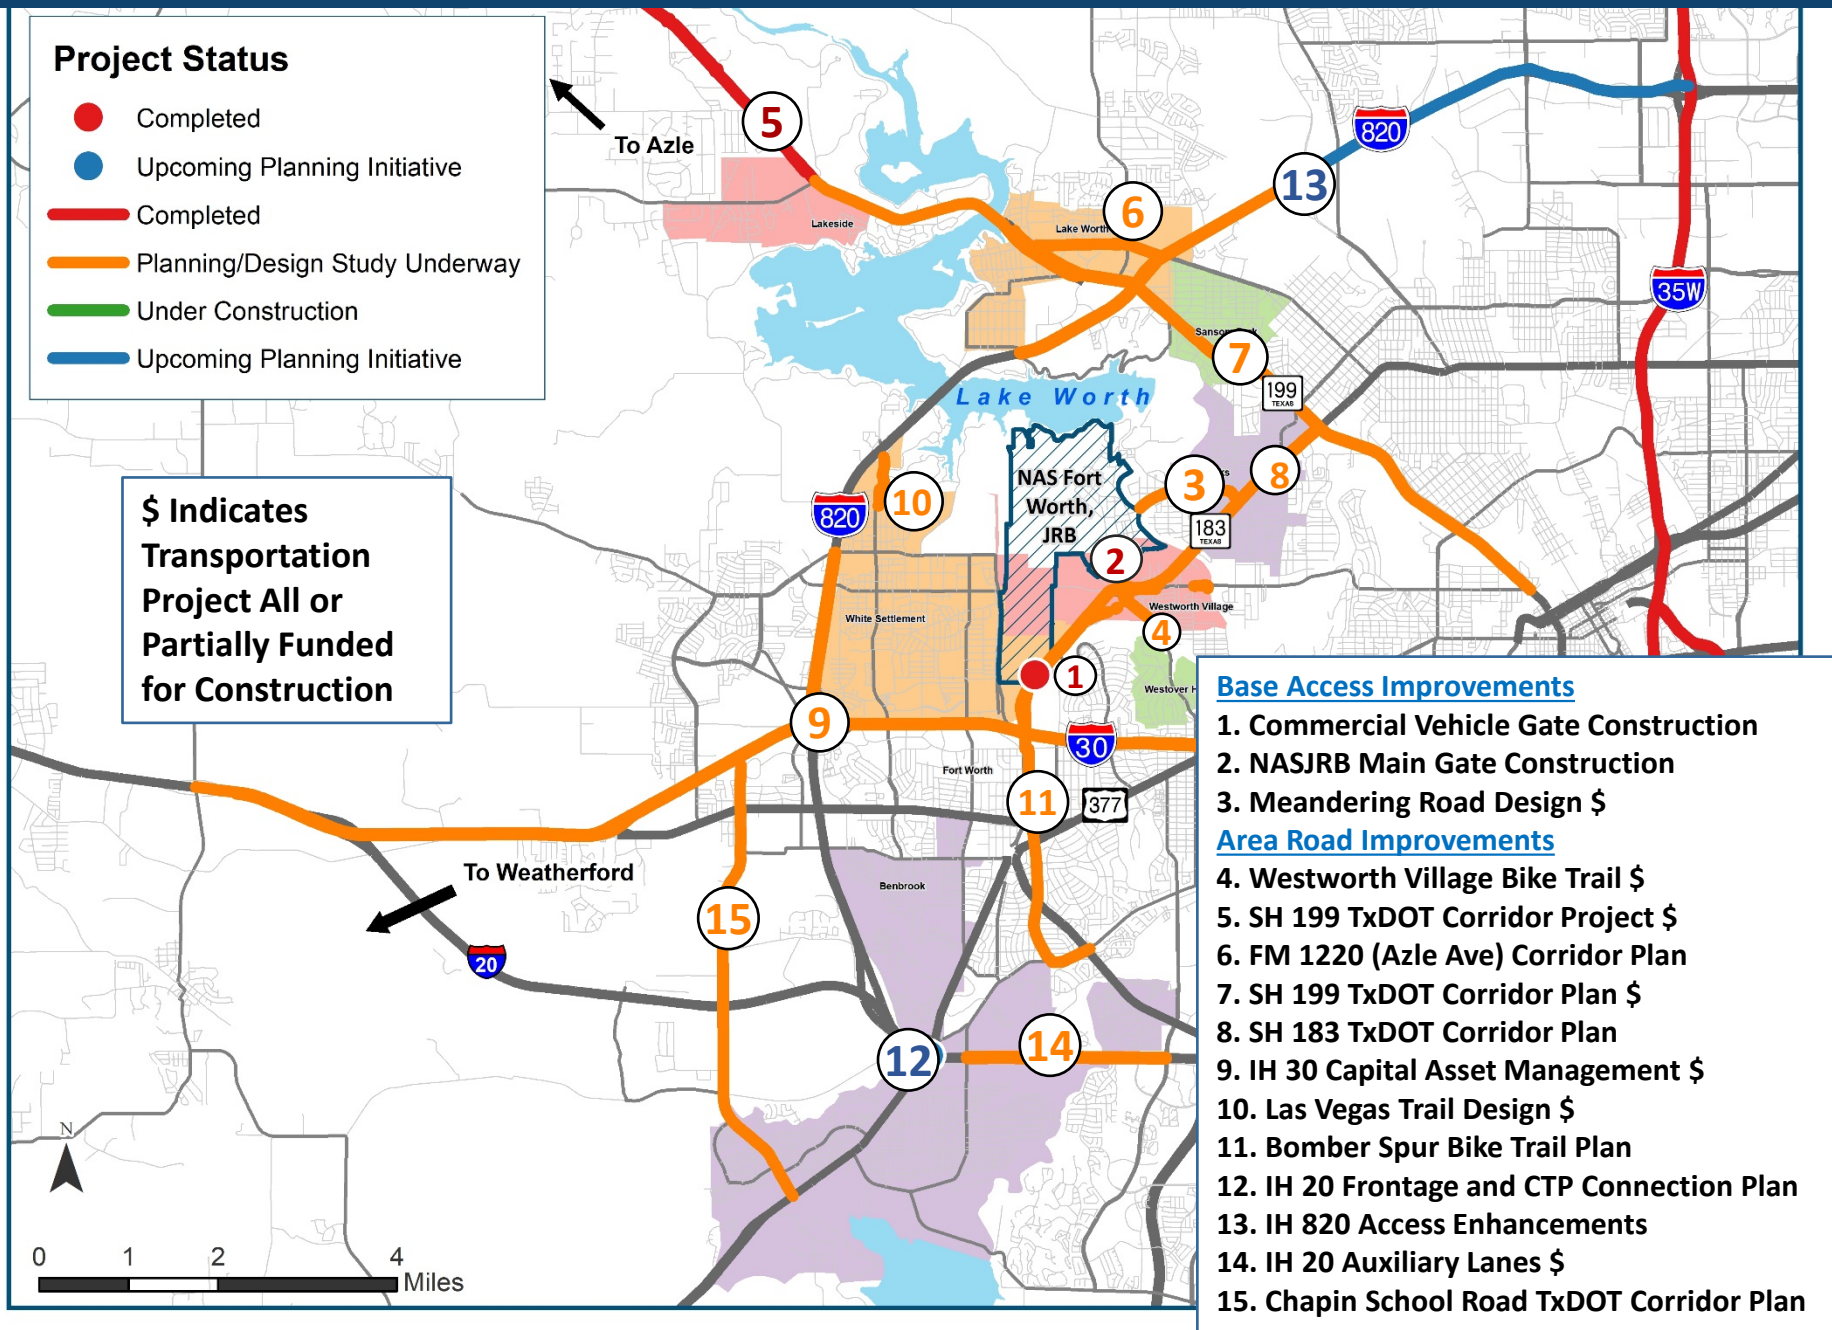 Project Status
Completed
Upcoming Planning Initiative
Completed
Planning/Design Study Underway
Under Construction
Upcoming Planning Initiative
To Azle
5
Lakeside
6
Lake Worth
13
820
35W
7
199
TEXAS
Lake Worth
$ Indicates
Transportation
Project All or
Partially Funded
for Construction
820
10
NAS Fort
Worth,
JRB
3
8
183
TEXAS
2
Westworth Village
4
White Settlement
1
Westover H
9
30
Fort Worth
11
377
To Weatherford
Benbrook
15
20
12
14
N
0 1 2 4
Miles
Base Access Improvements
1. Commercial Vehicle Gate Construction
2. NASJRB Main Gate Construction
3. Meandering Road Design $
Area Road Improvements
4. Westworth Village Bike Trail $
5. SH 199 TxDOT Corridor Project $
6. FM 1220 (Azle Ave) Corridor Plan
7. SH 199 TxDOT Corridor Plan $
8. SH 183 TxDOT Corridor Plan
9. IH 30 Capital Asset Management $
10. Las Vegas Trail Design $
11. Bomber Spur Bike Trail Plan
12. IH 20 Frontage and CTP Connection Plan
13. IH 820 Access Enhancements
14. IH 20 Auxiliary Lanes $
15. Chapin School Road TxDOT Corridor Plan